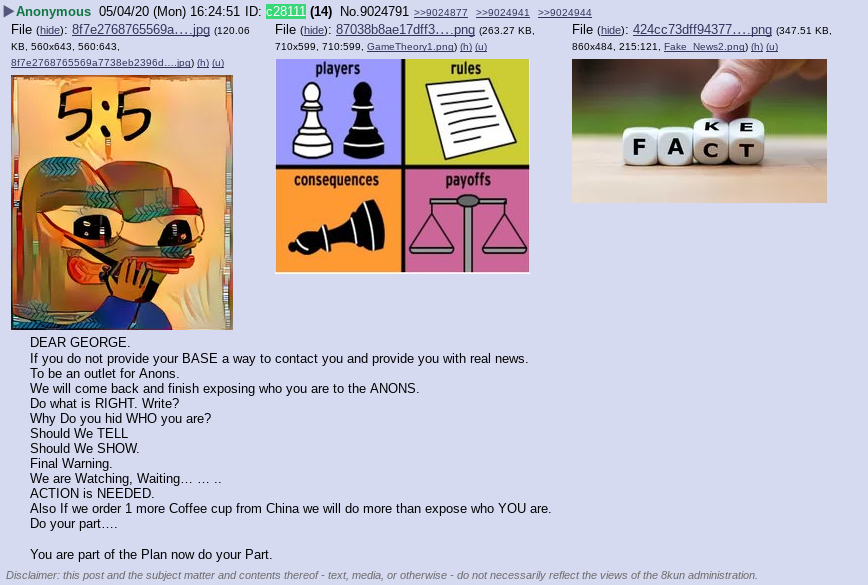 ▶Anonymous 05/04/20 (Mon) 16:24:51 ID: c28111 (14) No.9024791 >>9024877 >>9024941 >>9024944
File (hide): 8f7e2768765569a….jpg (120.06 KB, 560x643, 560:643, 8f7e2768765569a7738eb2396d….jpg) (h) (u)
File (hide): 87038b8ae17dff3….png (263.27 KB, 710x599, 710:599, GameTheory1.png) (h) (u)
File (hide): 424cc73dff94377….png (347.51 KB, 860x484, 215:121, Fake_News2.png) (h) (u)
5:5
players
rules
consequences
payoffs
K E
F A C T
DEAR GEORGE.
If you do not provide your BASE a way to contact you and provide you with real news.
To be an outlet for Anons.
We will come back and finish exposing who you are to the ANONS.
Do what is RIGHT. Write?
Why Do you hid WHO you are?
Should We TELL
Should We SHOW.
Final Warning.
We are Watching, Waiting… … ..
ACTION is NEEDED.
Also If we order 1 more Coffee cup from China we will do more than expose who YOU are.
Do your part….
You are part of the Plan now do your Part.
Disclaimer: this post and the subject matter and contents thereof - text, media, or otherwise - do not necessarily reflect the views of the 8kun administration.